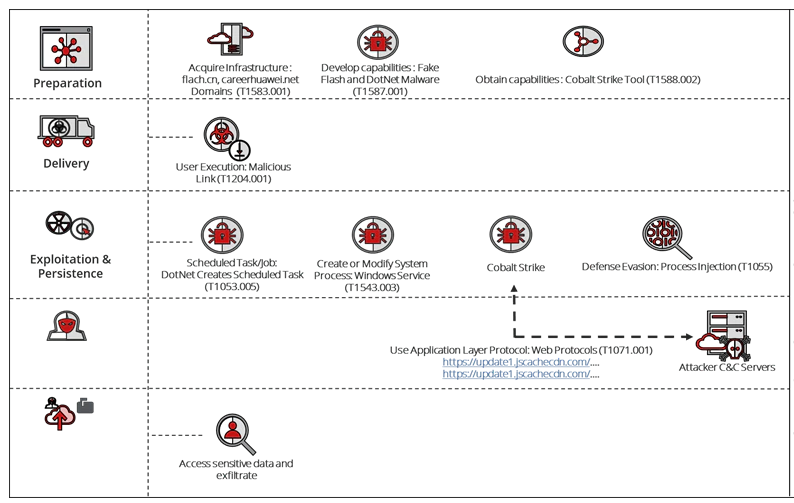 Preparation
Acquire Infrastructure :
flach.cn, careerhuawei.net
Domains (T1583.001)
Develop capabilities : Fake
Flash and DotNet Malware
(T1587.001)
Obtain capabilities : Cobalt Strike Tool (T1588.002)
Delivery
User Execution: Malicious
Link (T1204.001)
Exploitation &
Persistence
Scheduled Task/Job:
DotNet Creates Scheduled Task
(T1053.005)
Create or Modify System
Process: Windows Service
(T1543.003)
Cobalt Strike
Defense Evasion: Process Injection (T1055)
Use Application Layer Protocol: Web Protocols (T1071.001)
https://update1.jscachecdn.com/....
https://update1.jscachecdn.com/....
Attacker C&C Servers
Access sensitive data and
exfiltrate